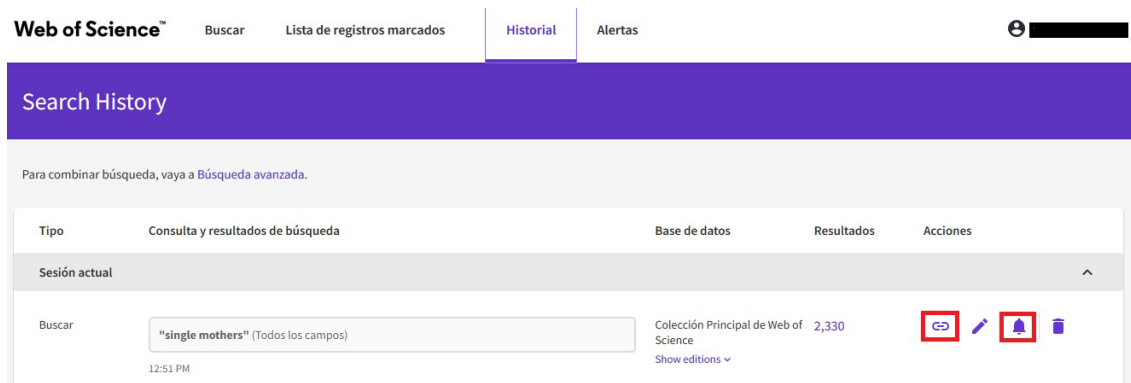 Web of Science™ Buscar Lista de registros marcados Historial Alertas
Search History
Para combinar búsqueda, vaya a Búsqueda avanzada.
Tipo Consulta y resultados de búsqueda Base de datos Resultados Acciones
Sesión actual
Buscar "single mothers" (Todos los campos) Colección Principal de Web of 2,330
Science
Show editions
12:51 PM